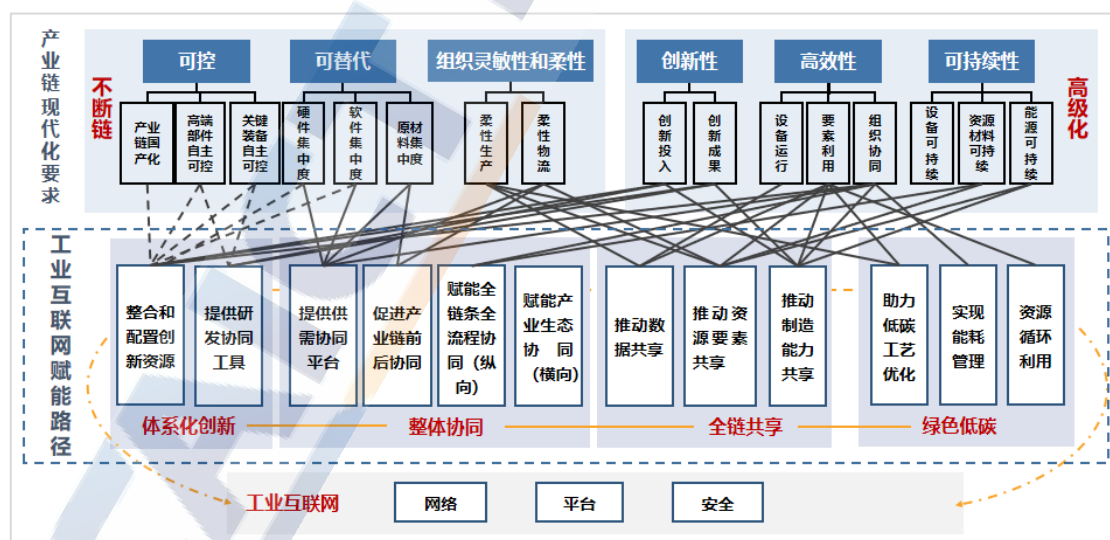 产业链现代化要求
不断链
高级化
可控
可替代
组织灵敏性和柔性
创新性
高效性
可持续性
产业
链国
产化
高端
部件
自主
可控
关键
装备
自主
可控
硬件集中度
软件集中度
原材
料集
中度
柔性生产
柔性物流
创新投入
创新成果
设备运行
要素利用
组织协同
设备可持续
资源
材料
可持
续
能源可持续
工业互联网赋能路径
整合和
配置创
新资源
提供研
发协同
工具
提供供
需协同
平台
促进产
业链前
后协同
赋能全
链条全
流程协
同（纵
向）
赋能产
业生态
协同
（横向）
推动数
据共享
推动资
源要素
共享
推动
制造
能力
共享
助力
低碳
工艺
优化
实现
能耗
管理
资源
循环
利用
体系化创新
整体协同
全链共享
绿色低碳
工业互联网
网络
平台
安全